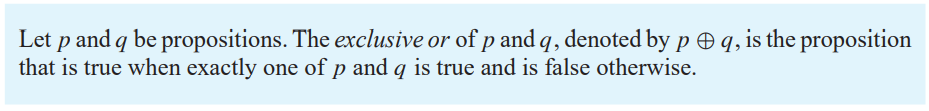 Let p and q be propositions. The exclusive or of p and q, denoted by p ⊕ q, is the proposition
that is true when exactly one of p and q is true and is false otherwise.